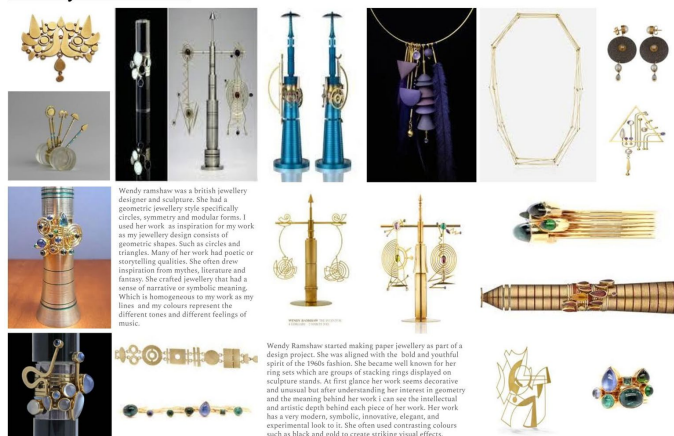 Wendy ramshaw was a british jewellery
designer and sculpture. She had a
geometric jewellery style specifically
circles, symmetry and modular forms. I
used her work as inspiration for my work
as my jewellery design consists of
geometric shapes. Such as circles and
triangles. Many of her work had poetic or
storytelling qualities. She often drew
inspiration from mythes, literature and
fantasy. She crafted jewellery that had a
sense of narrative or symbolic meaning.
Which is homogeneous to my work as my
lines and my colours represent the
different tones and different feelings of
music.
WENDY RAMSHAW
Wendy Ramshaw started making paper jewellery as part of a
design project. She was aligned with the bold and youthful
spirit of the 1960s fashion. She became well known for her
ring sets which are groups of stacking rings displayed on
sculpture stands. At first glance her work seems decorative
and unusual but after understanding her interest in geometry
and the meaning behind her work i can see the intellectual
and artistic depth behind each piece of her work. Her work
has a very modern, symbolic, innovative, elegant, and
experimental look to it. She often used contrasting colours
such as black and gold to create striking visual effects.